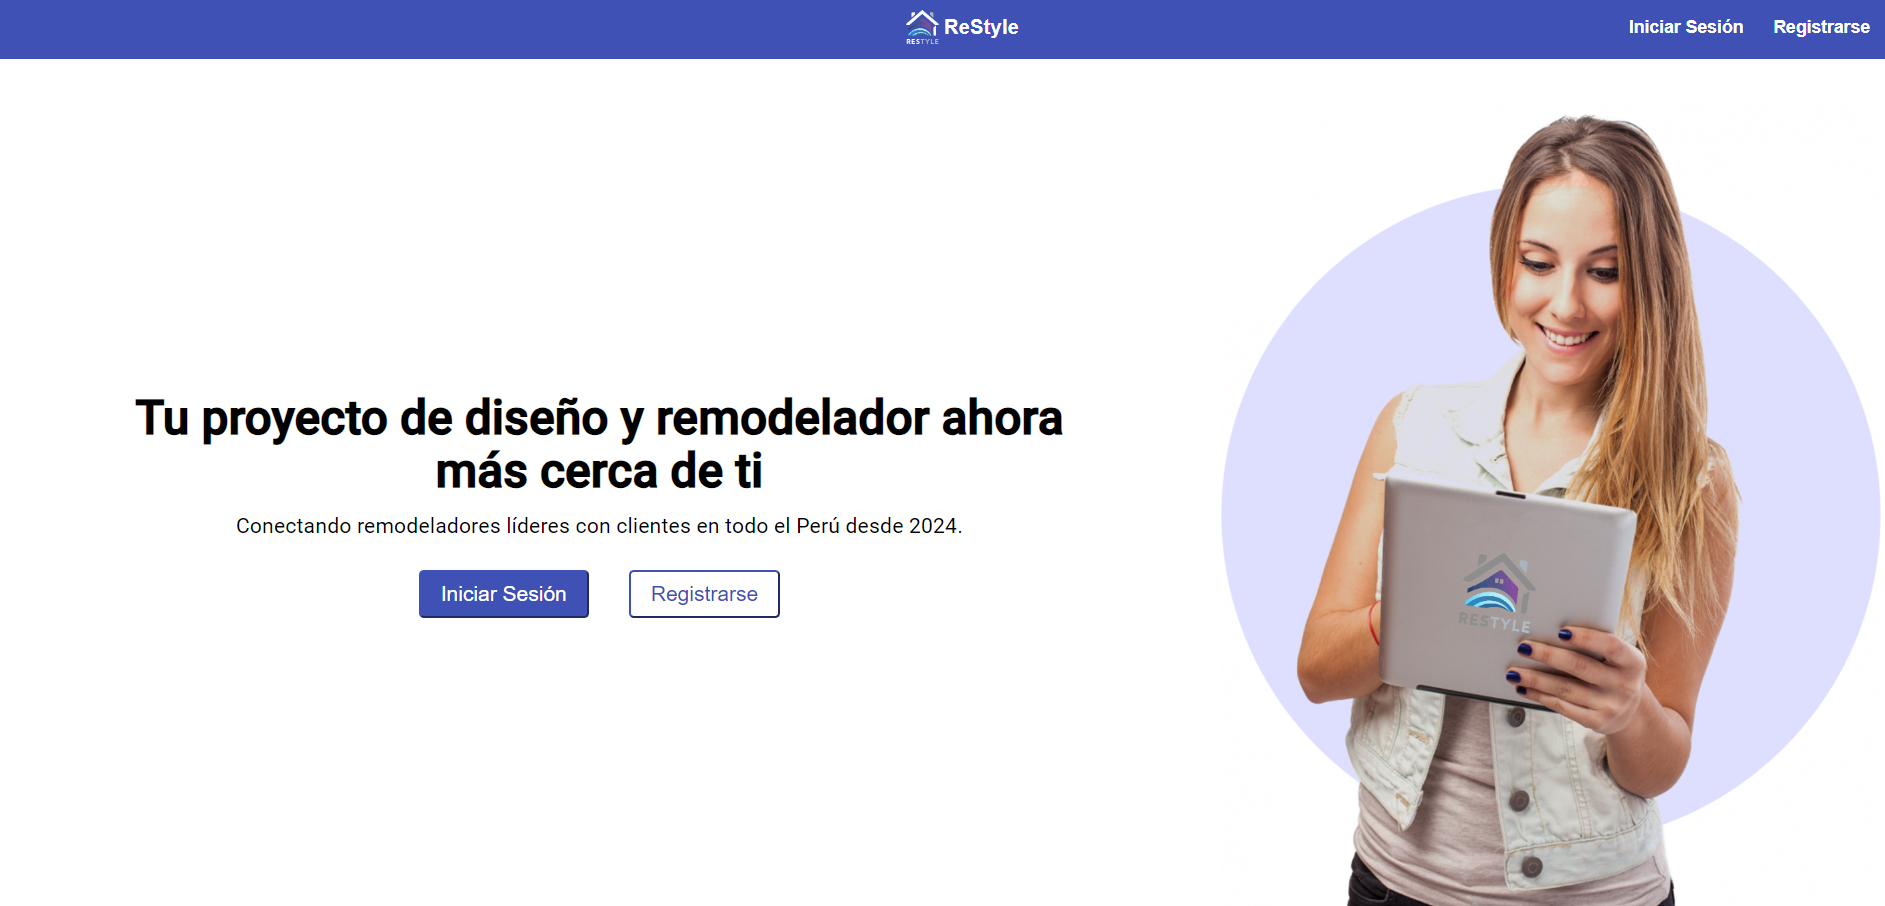 RESTYLE
ReStyle
Iniciar Sesión
Registrarse
Tu proyecto de diseño y remodelador ahora
más cerca de ti
Conectando remodeladores líderes con clientes en todo el Perú desde 2024.
Iniciar Sesión
Registrarse
RESTYLE